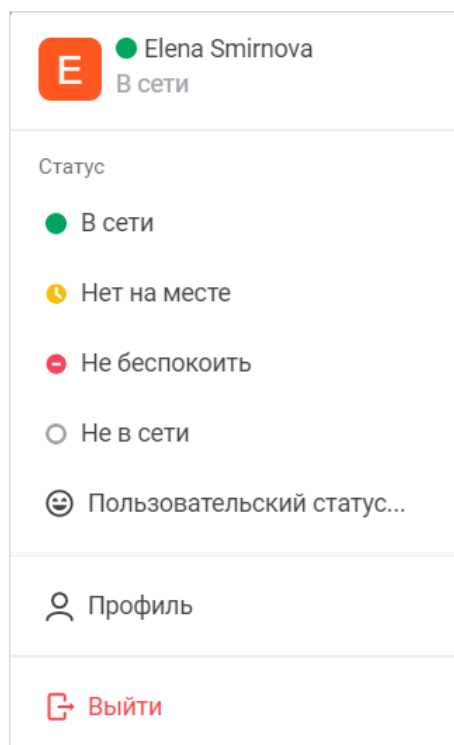 E
Elena Smirnova
В сети
Статус
В сети
Нет на месте
Не беспокоить
Не в сети
Пользовательский статус...
Профиль
Выйти